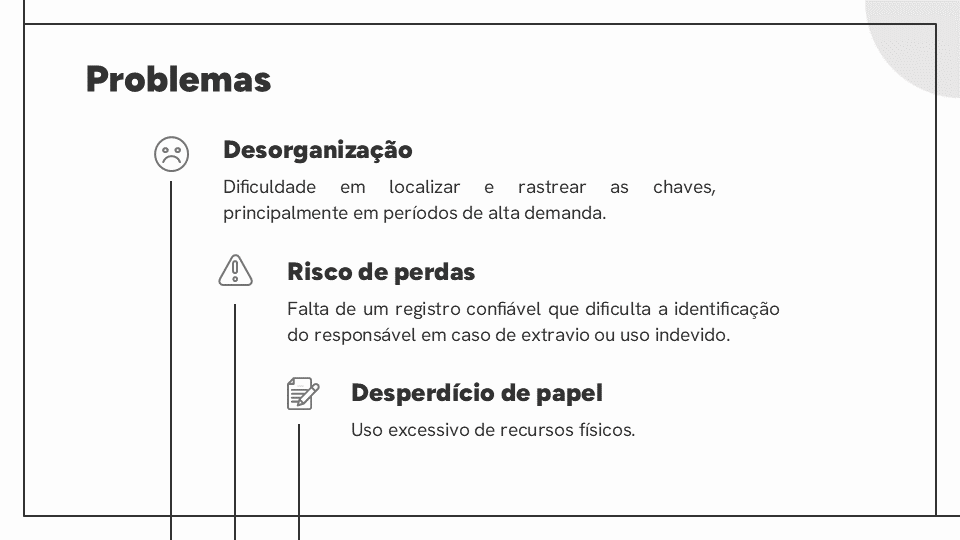 Problemas
Desorganização
Dificuldade em localizar e rastrear as chaves,
principalmente em períodos de alta demanda.
Risco de perdas
Falta de um registro confiável que dificulta a identificação
do responsável em caso de extravio ou uso indevido.
Desperdício de papel
Uso excessivo de recursos físicos.